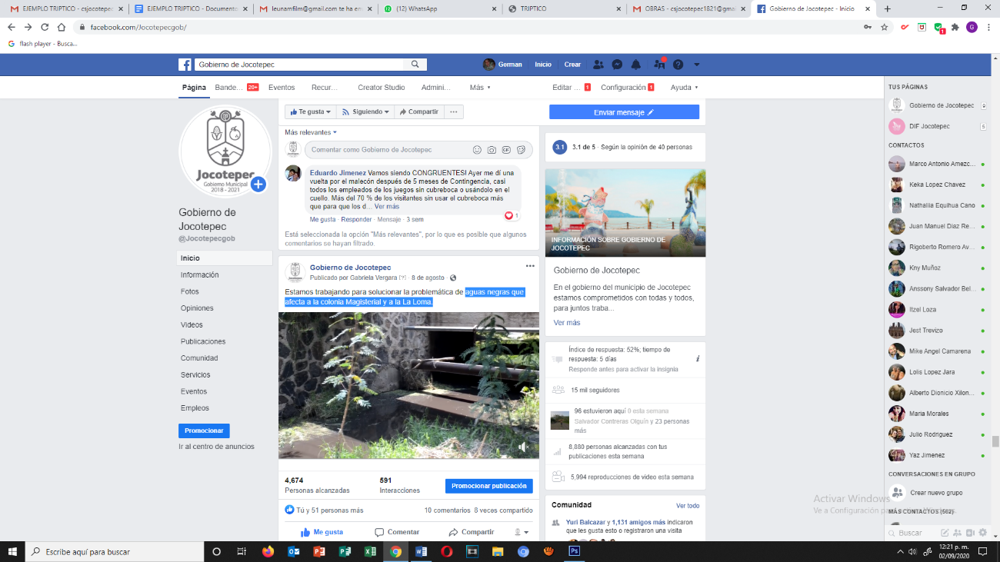 EJEMPLO TRIPTICO - csjocotepec
EJEMPLO TRIPTICO - Documento
leunamfilm@gmail.com te ha en
(12) WhatsApp
TRIPTICO
OBRAS - csjocotepec1821@gma
Gobierno de Jocotepec - Inicio
facebook.com/Jocotepecgob/
G
flash player - Busca...
Gobierno de Jocotepec
German
Inicio
Crear
Página
Bande...
20+
Eventos
Recur...
Creator Studio
Admini...
Más
Editar ...
1
Configuración
1
Ayuda
Jocotepec
Gobierno Municipal
2018 - 2021
Gobierno de
Jocotepec
@Jocotepecgob
Inicio
Información
Fotos
Opiniones
Videos
Publicaciones
Comunidad
Servicios
Eventos
Empleos
Promocionar
Ir al centro de anuncios
Te gusta
Siguiendo
Compartir
Más relevantes
Comentar como Gobierno de Jocotepec
Eduardo Jimenez Vamos siendo CONGRUENTES! Ayer me dí una
vuelta por el malecón después de 5 meses de Contingencia, casi
todos los empleados de los juegos sin cubreboca o usándolo en el
cuello. Más del 70 % de los visitantes sin usar el cubreboca más
que para que los d... Ver más
1
Me gusta · Responder · Mensaje · 3 sem
Está seleccionada la opción "Más relevantes", por lo que es posible que algunos
comentarios se hayan filtrado.
Gobierno de Jocotepec
Publicado por Gabriela Vergara [?] · 8 de agosto ·
Estamos trabajando para solucionar la problemática de aguas negras que
afecta a la colonia Magisterial y a la La Loma.
4,674
Personas alcanzadas
591
Interacciones
Promocionar publicación
Tú y 51 personas más
10 comentarios 8 veces compartido
Me gusta
Comentar
Compartir
Enviar mensaje
3.1
3.1 de 5 · Según la opinión de 40 personas
INFORMACIÓN SOBRE GOBIERNO DE
JOCOTEPEC
Gobierno de Jocotepec
En el gobierno del municipio de Jocotepec
estamos comprometidos con todas y todos,
para juntos traba...
Ver más
Índice de respuesta: 52%; tiempo de
respuesta: 5 días
Responde antes para activar la insignia
15 mil seguidores
96 estuvieron aquí 0 esta semana
Salvador Contreras Olguín y 23 personas
más
8,880 personas alcanzadas con tus
publicaciones esta semana
5,994 reproducciones de video esta semana
Comunidad
Ver todo
Yuri Balcazar y 1,131 amigos más indicaron
que les gusta esto o registraron una visita
TUS PÁGINAS
Gobierno de Jocotepec
9
DIF Jocotepec
5
CONTACTOS
Marco Antonio Amezc...
Keka Lopez Chavez
Nathaliia Equihua Cano
Juan Manuel Diaz Re...
Rigoberto Romero Av...
Kny Muñoz
Anssony Salvador Bel...
Itzel Loza
Jest Trevizo
Mike Angel Camarena
Lolis Lopez Jara
Alberto Dionicio Xilon...
Maria Morales
Julio Rodriguez
Yaz Jimenez
CONVERSACIONES EN GRUPO
Crear nuevo grupo
MÁS CONTACTOS (562)
Buscar
Activar Windows
Ve a Configuración
Escribe aquí para buscar
12:21 p. m.
02/09/2020